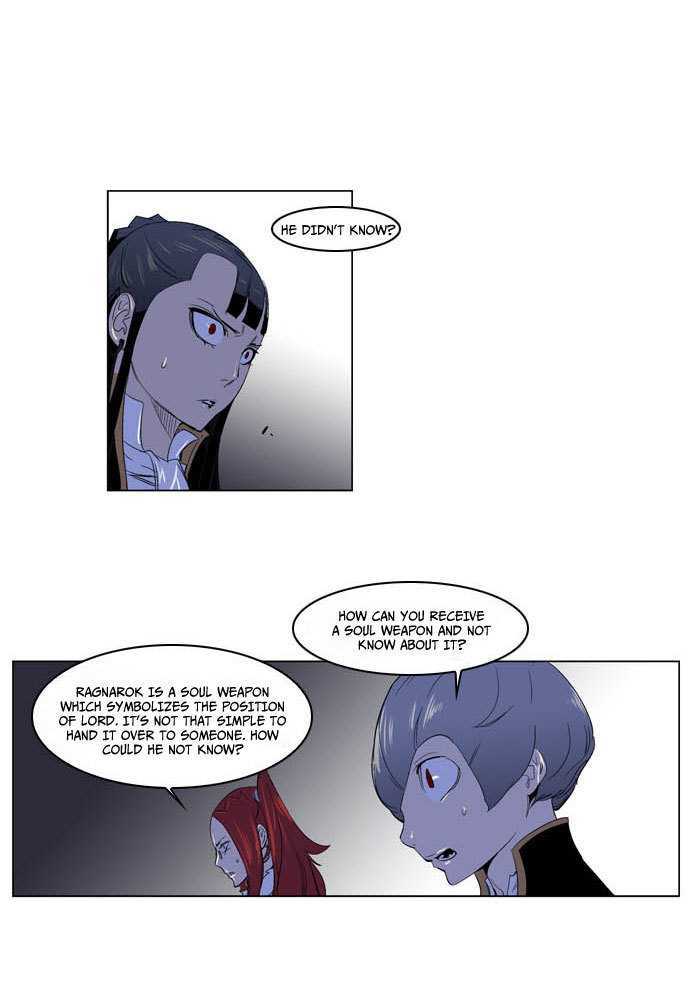 HE DIDN'T KNOW?
HOW CAN YOU RECEIVE
A SOUL WEAPON AND NOT
KNOW ABOUT IT?
RAGNAROK IS A SOUL WEAPON
WHICH SYMBOLIZES THE POSITION
OF LORD. IT'S NOT THAT SIMPLE TO
HAND IT OVER TO SOMEONE. HOW
COULD HE NOT KNOW?